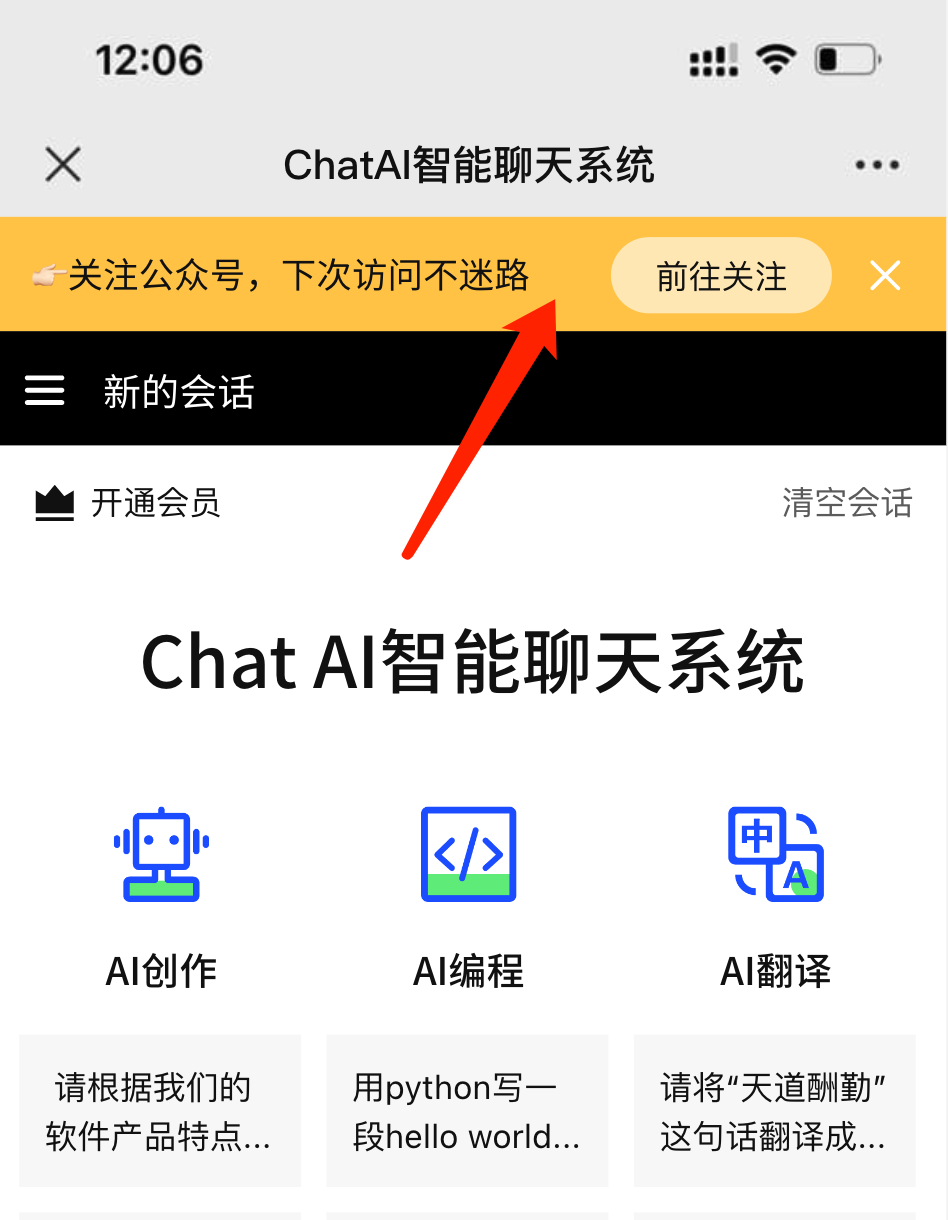 12:06
ChatAI智能聊天系统
👉🏻关注公众号，下次访问不迷路 前往关注
新的会话
开通会员 清空会话
Chat AI智能聊天系统
中 A
AI创作 AI编程 AI翻译
请根据我们的 用python写一 请将“天道酬勤”
软件产品特点... 段hello world... 这句话翻译成...